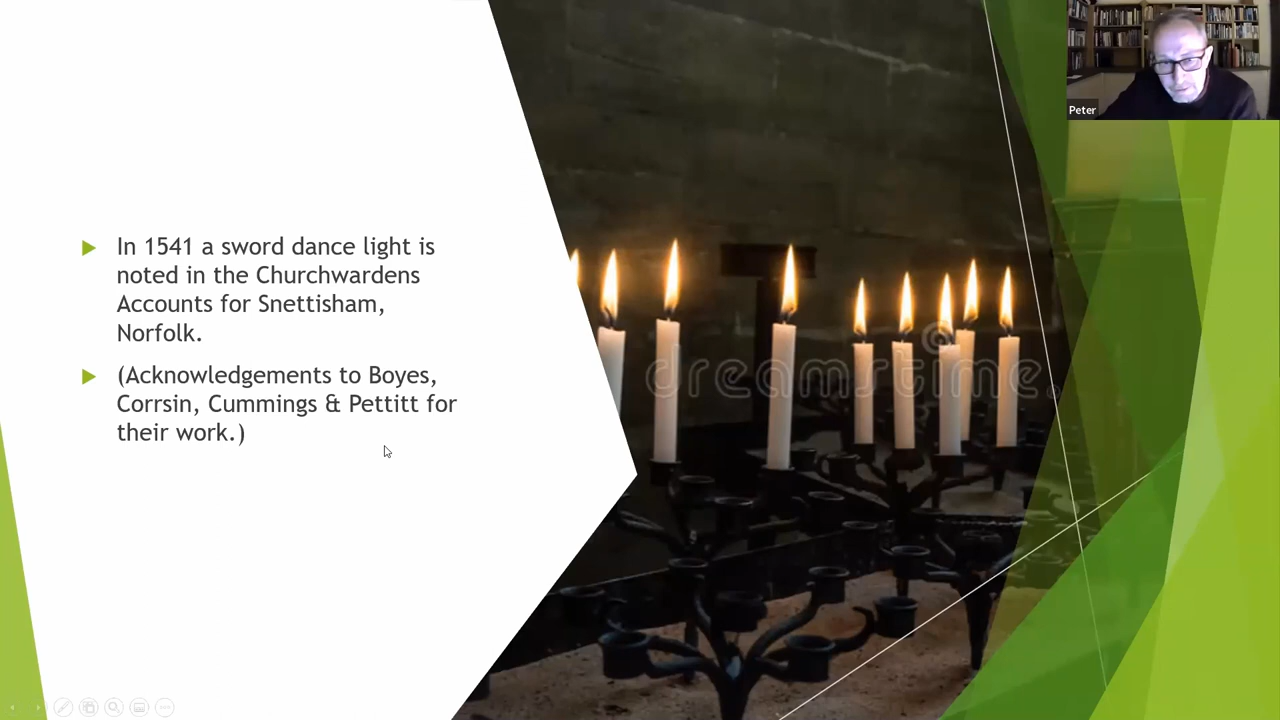 Peter
In 1541 a sword dance light is
noted in the Churchwardens
Accounts for Snettisham,
Norfolk.
(Acknowledgements to Boyes,
Corrsin, Cummings & Pettitt for
their work.)
dreamstime